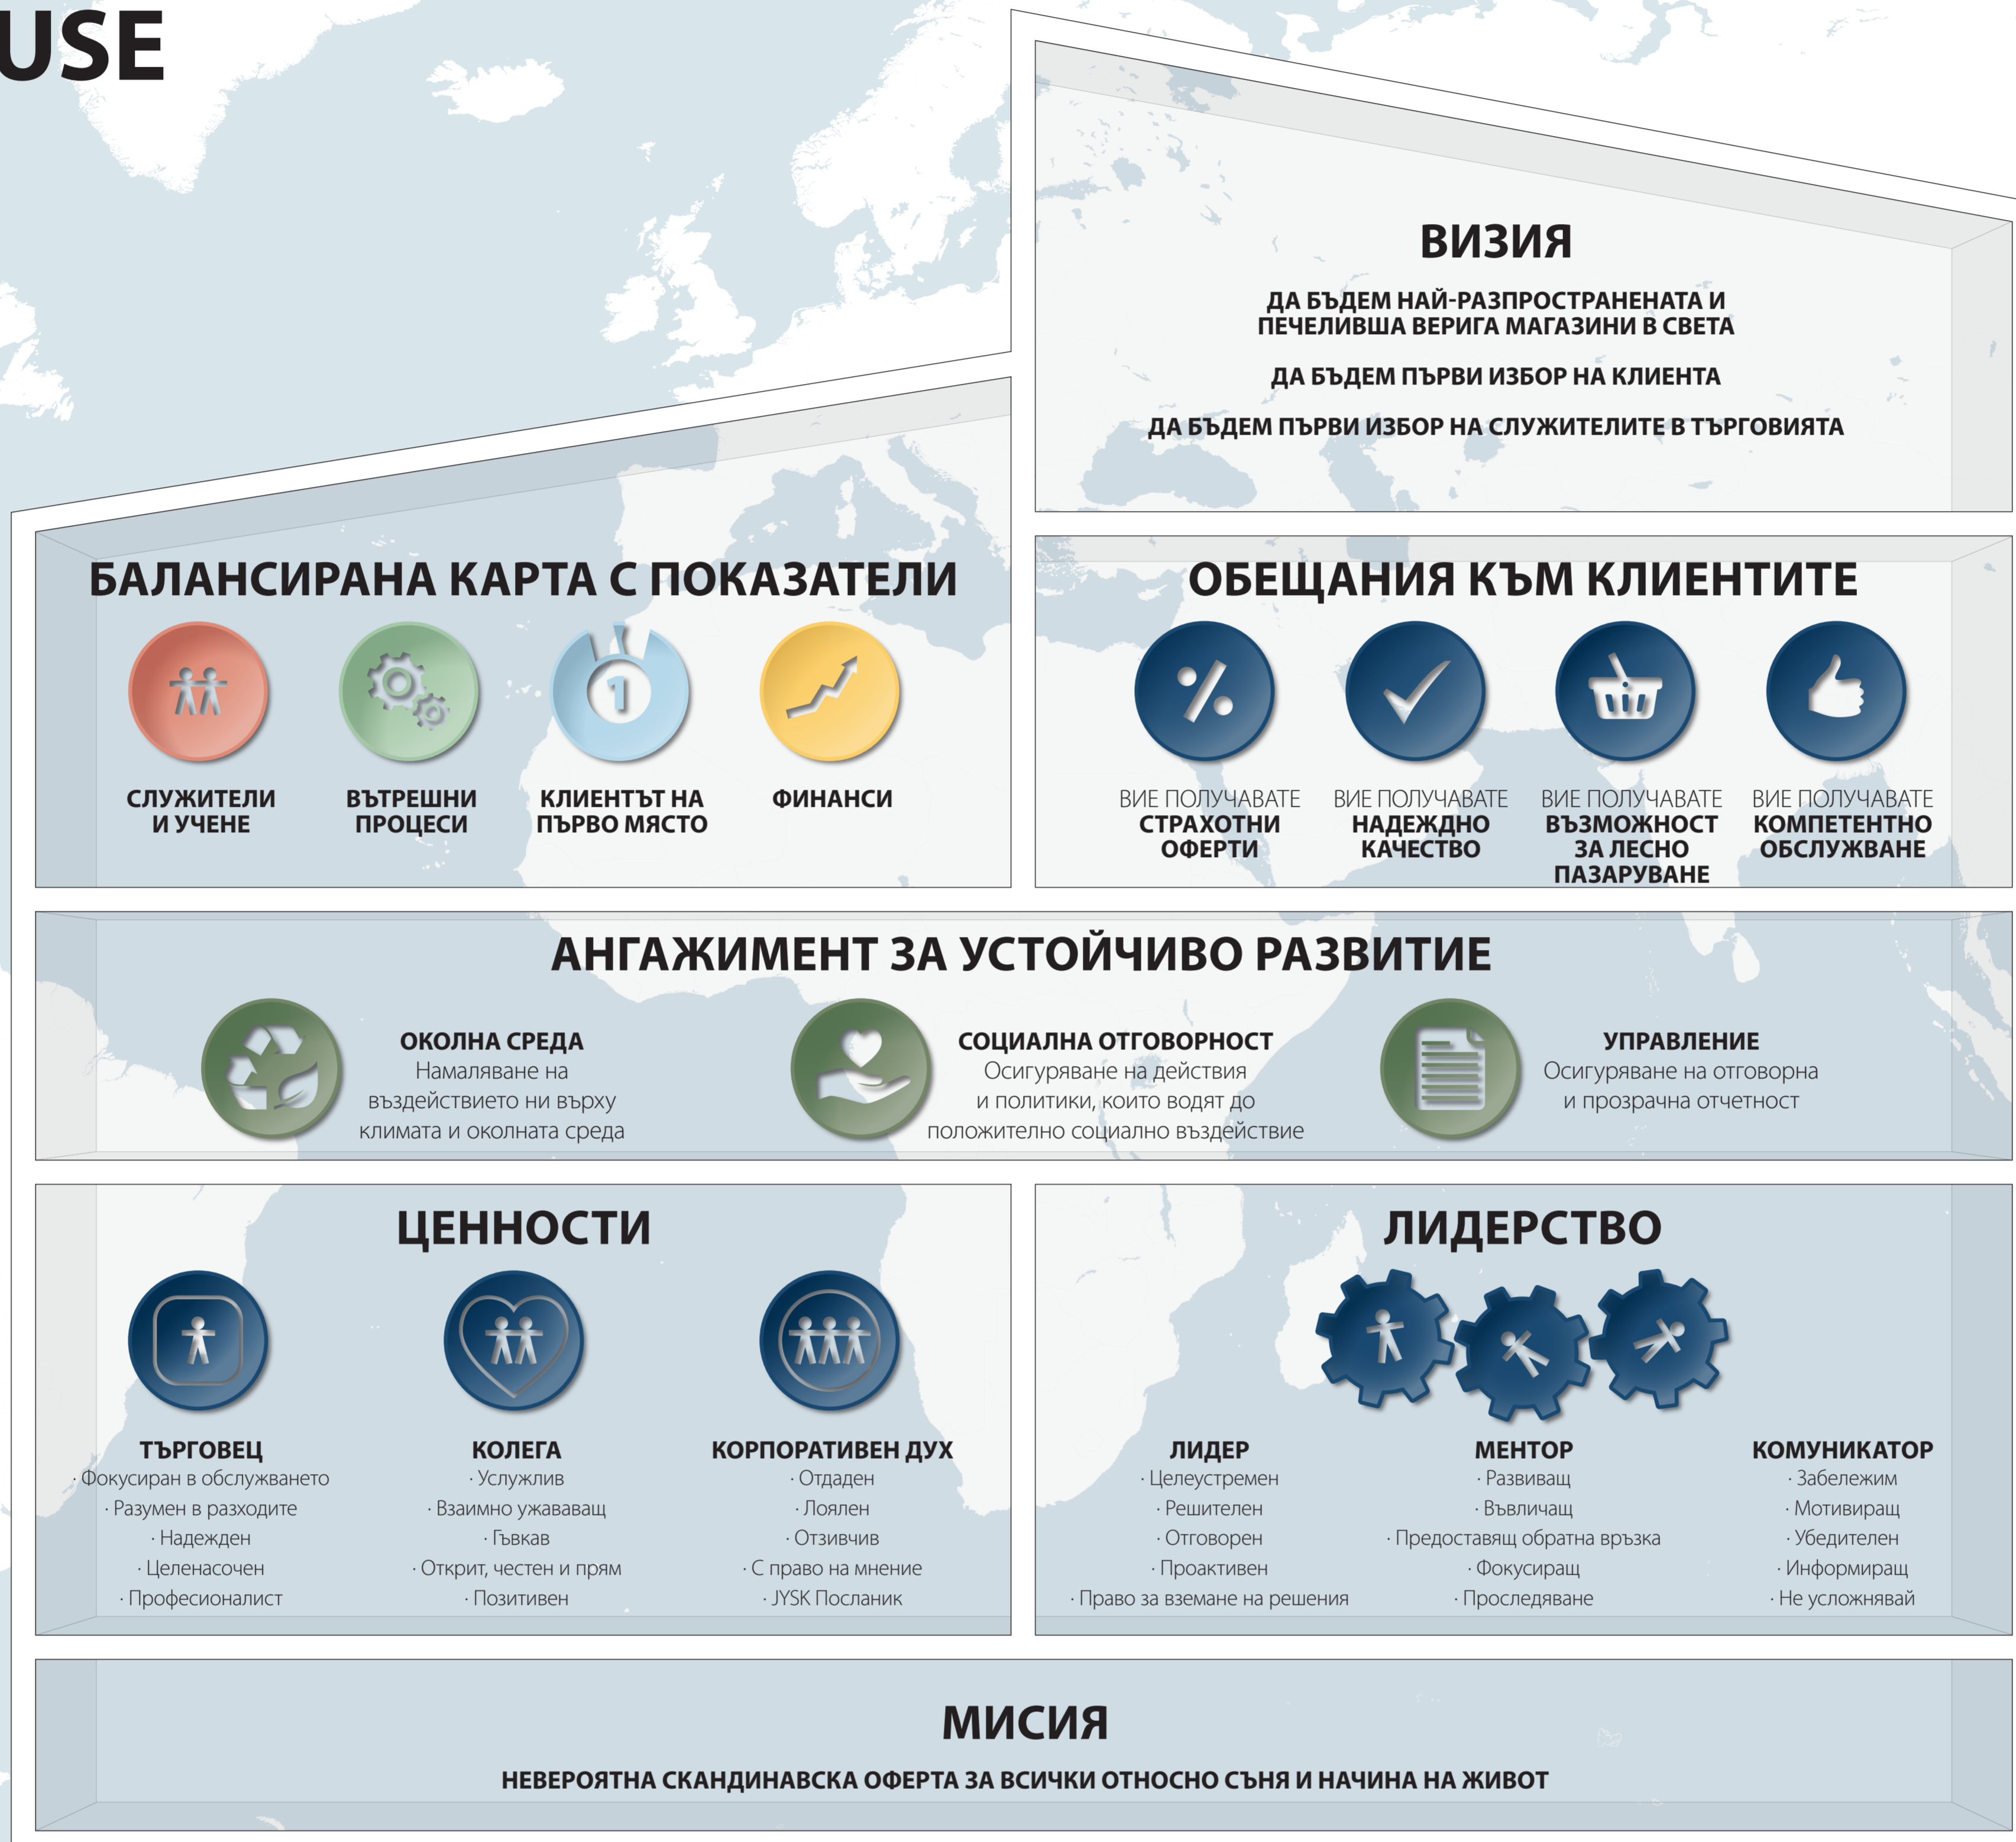 USE
ВИЗИЯ
ДА БЪДЕМ НАЙ-РАЗПРОСТРАНЕНАТА И
ПЕЧЕЛИВША ВЕРИГА МАГАЗИНИ В СВЕТА
ДА БЪДЕМ ПЪРВИ ИЗБОР НА КЛИЕНТА
ДА БЪДЕМ ПЪРВИ ИЗБОР НА СЛУЖИТЕЛИТЕ В ТЪРГОВИЯТА
БАЛАНСИРАНА КАРТА С ПОКАЗАТЕЛИ
1
СЛУЖИТЕЛИ
И УЧЕНЕ
ВЪТРЕШНИ
ПРОЦЕСИ
КЛИЕНТЪТ НА
ПЪРВО МЯСТО
ФИНАНСИ
ОБЕЩАНИЯ КЪМ КЛИЕНТИТЕ
%
ВИЕ ПОЛУЧАВАТЕ
СТРАХОТНИ
ОФЕРТИ
ВИЕ ПОЛУЧАВАТЕ
НАДЕЖДНО
КАЧЕСТВО
ВИЕ ПОЛУЧАВАТЕ
ВЪЗМОЖНОСТ
ЗА ЛЕСНО
ПАЗАРУВАНЕ
ВИЕ ПОЛУЧАВАТЕ
КОМПЕТЕНТНО
ОБСЛУЖВАНЕ
АНГАЖИМЕНТ ЗА УСТОЙЧИВО РАЗВИТИЕ
ОКОЛНА СРЕДА
Намаляване на
въздействието ни върху
климата и околната среда
СОЦИАЛНА ОТГОВОРНОСТ
Осигуряване на действия
и политики, които водят до
положително социално въздействие
УПРАВЛЕНИЕ
Осигуряване на отговорна
и прозрачна отчетност
ЦЕННОСТИ
ТЪРГОВЕЦ
· Фокусиран в обслужването
· Разумен в разходите
· Надежден
· Целенасочен
· Професионалист
КОЛЕГА
· Услужлив
· Взаимно ужававащ
· Гъвкав
· Открит, честен и прям
· Позитивен
КОРПОРАТИВЕН ДУХ
· Отдаден
· Лоялен
· Отзивчив
· С право на мнение
· JYSK Посланик
ЛИДЕРСТВО
ЛИДЕР
· Целеустремен
· Решителен
· Отговорен
· Проактивен
· Право за вземане на решения
МЕНТОР
· Развиващ
· Въвличащ
· Предоставящ обратна връзка
· Фокусиращ
· Проследяване
КОМУНИКАТОР
· Забележим
· Мотивиращ
· Убедителен
· Информиращ
· Не усложнявай
МИСИЯ
НЕВЕРОЯТНА СКАНДИНАВСКА ОФЕРТА ЗА ВСИЧКИ ОТНОСНО СЪНЯ И НАЧИНА НА ЖИВОТ